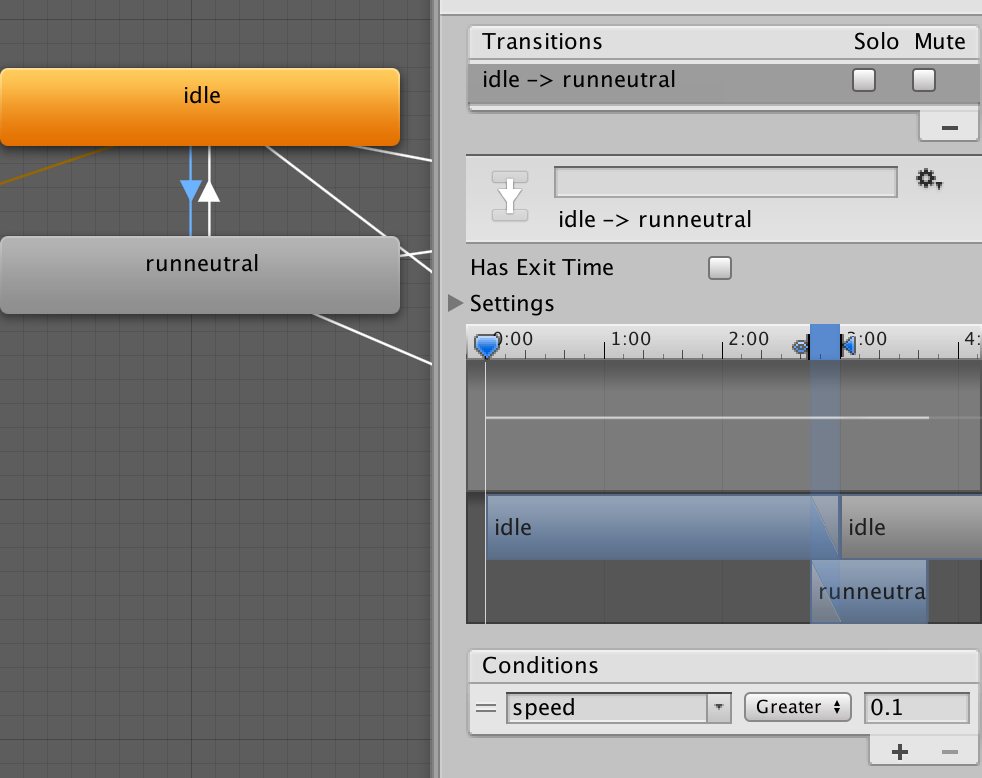 idle
runneutral
Transitions Solo Mute
idle -> runneutral
idle -> runneutral
Has Exit Time
Settings
0:00 1:00 2:00 3:00 4:
idle idle
runneutra
Conditions
speed Greater 0.1